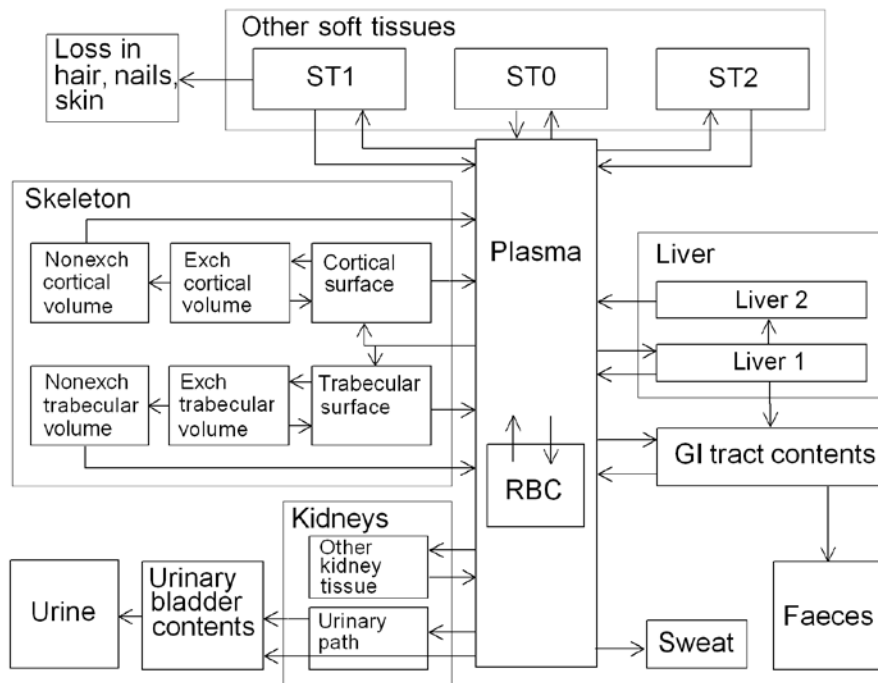 Other soft tissues
Loss in
hair, nails,
skin
ST1
ST0
ST2
Skeleton
Nonexch
cortical
volume
Exch
cortical
volume
Cortical
surface
Nonexch
trabecular
volume
Exch
trabecular
volume
Trabecular
surface
Plasma
RBC
Liver
Liver 2
Liver 1
GI tract contents
Kidneys
Other
kidney
tissue
Urinary
path
Urinary
bladder
contents
Urine
Sweat
Faeces